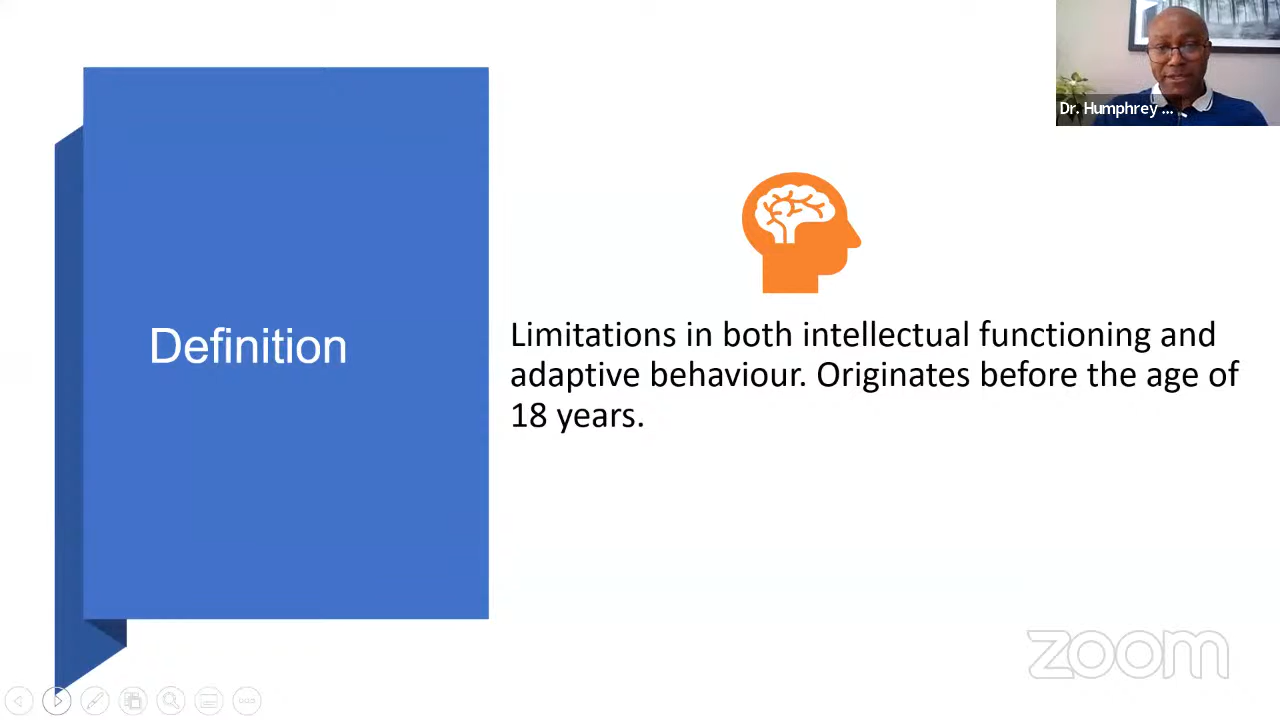 Dr. Humphrey ...
Definition
Limitations in both intellectual functioning and
adaptive behaviour. Originates before the age of
18 years.
zoom